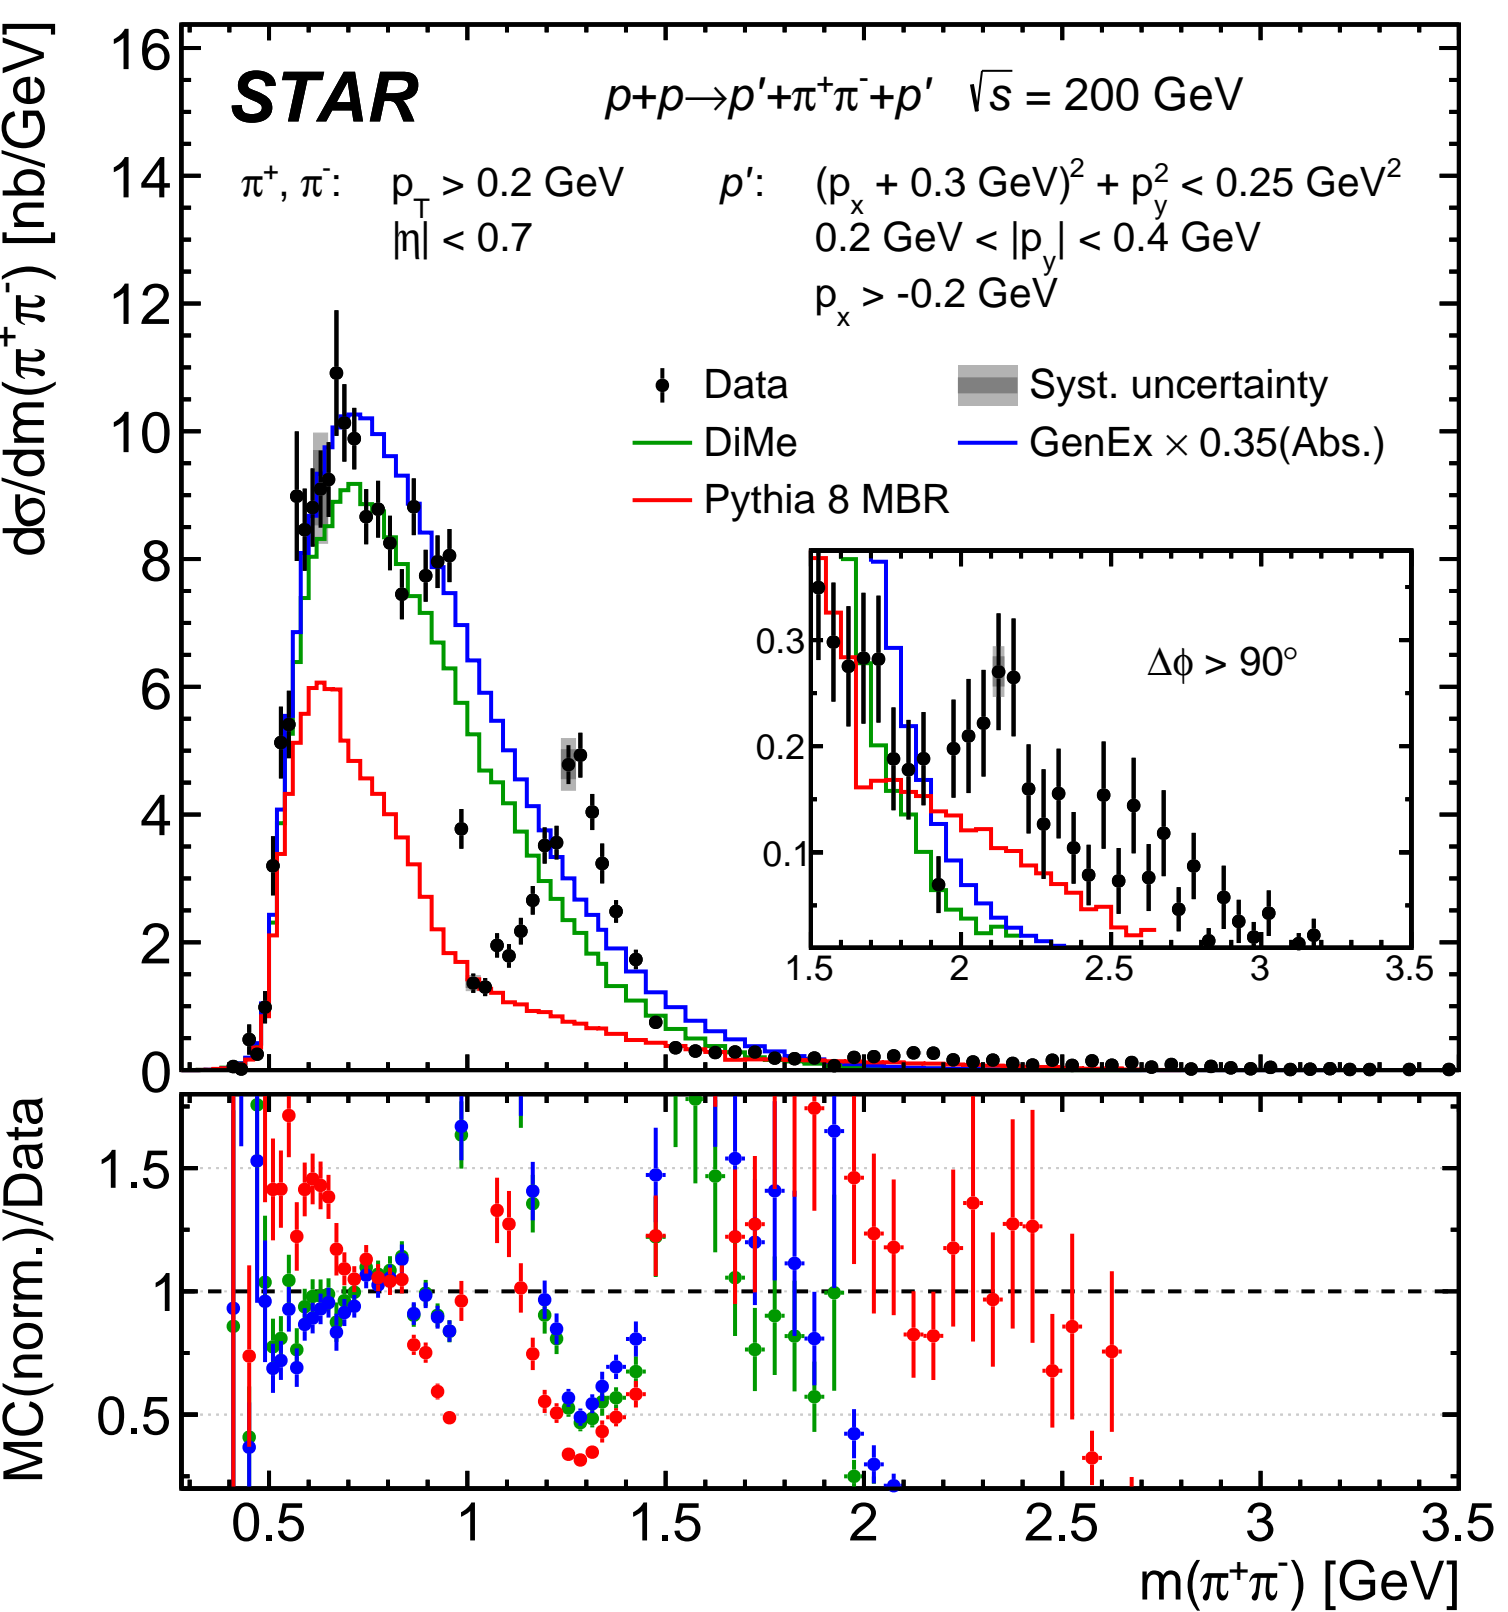 STAR
p+p→p′+π⁺π⁻+p′ √s = 200 GeV
π⁺, π⁻: p_T > 0.2 GeV
|η| < 0.7
p′: (p_x + 0.3 GeV)² + p_y² < 0.25 GeV²
0.2 GeV < |p_y| < 0.4 GeV
p_x > -0.2 GeV
Data
Syst. uncertainty
DiMe
GenEx × 0.35(Abs.)
Pythia 8 MBR
dσ/dm(π⁺π⁻) [nb/GeV]
16
14
12
10
8
6
4
2
0
Δϕ > 90°
0.3
0.2
0.1
1.5 2 2.5 3 3.5
MC(norm.)/Data
1.5
1
0.5
0.5 1 1.5 2 2.5 3 3.5
m(π⁺π⁻) [GeV]